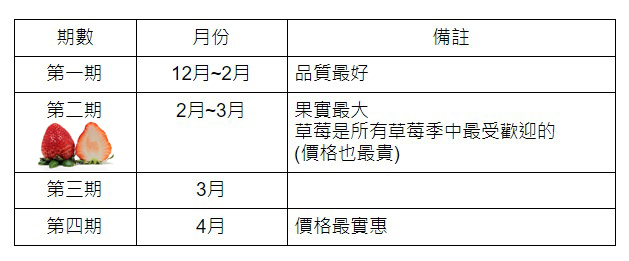 期數 月份 備註
第一期 12月~2月 品質最好
第二期 2月~3月 果實最大
草莓是所有草莓季中最受歡迎的
(價格也最貴)
第三期 3月
第四期 4月 價格最實惠